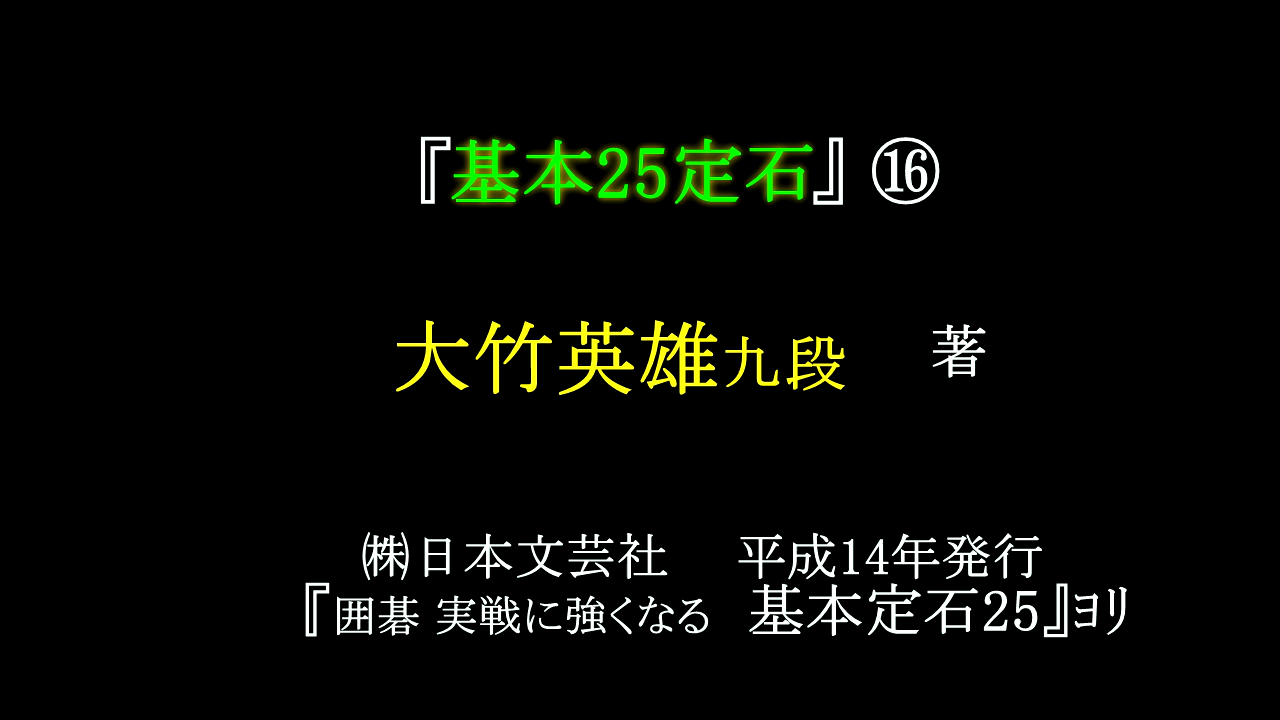 『基本25定石』⑯
大竹英雄九段 著
㈱日本文芸社 平成14年発行
『囲碁 実戦に強くなる 基本定石25』ﾖﾘ